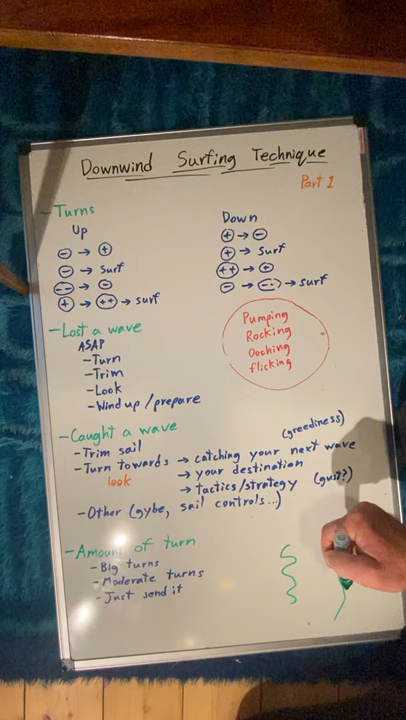 Downwind Surfing Technique
Part 1
- Turns
Up
⊖ → ⊕
⊖ → surf
(--) → ⊖
⊕ → (++) → surf
Down
⊕ → ⊖
⊕ → surf
(++) → ⊕
⊖ → (--) → surf
- Lost a wave
ASAP
- Turn
- Trim
- Look
- Wind up / prepare
Pumping
Rocking
Ooching
flicking
- Caught a wave
(greediness)
- Trim sail
- Turn towards → catching your next wave
look
→ your destination
→ tactics/strategy (gust?)
- Other (gybe, sail controls...)
- Amount of turn
- Big turns
- Moderate turns
- Just send it